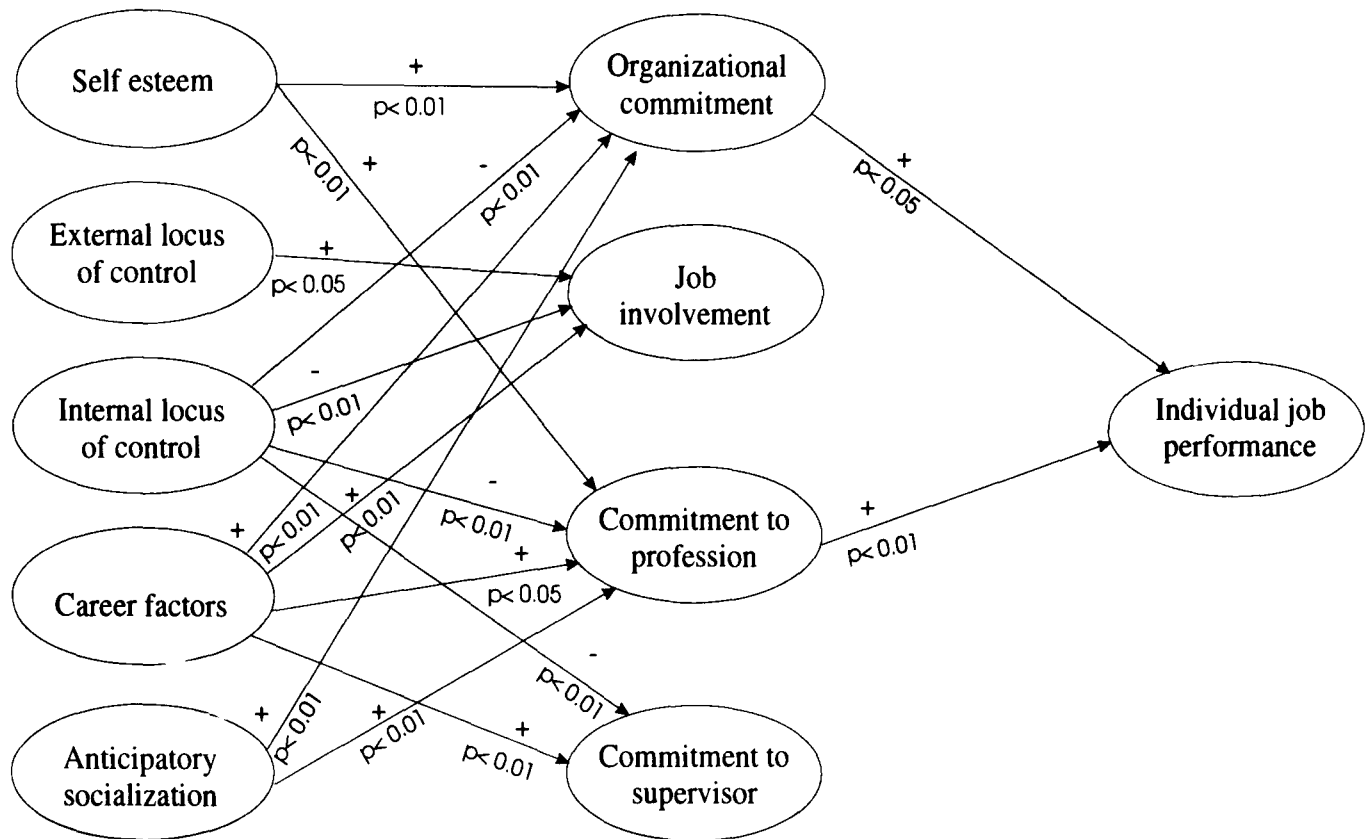 Self esteem
+
p< 0.01
Organizational
commitment
+
p< 0.01
-
p< 0.01
+
p< 0.05
External locus
of control
+
p< 0.05
Job
involvement
Internal locus
of control
-
p< 0.01
Individual job
performance
+
p< 0.01
+
p< 0.01
-
p< 0.01
Commitment to
profession
+
p< 0.01
Career factors
+
p< 0.05
-
p< 0.01
Anticipatory
socialization
+
p< 0.01
+
p< 0.01
+
p< 0.01
Commitment to
supervisor